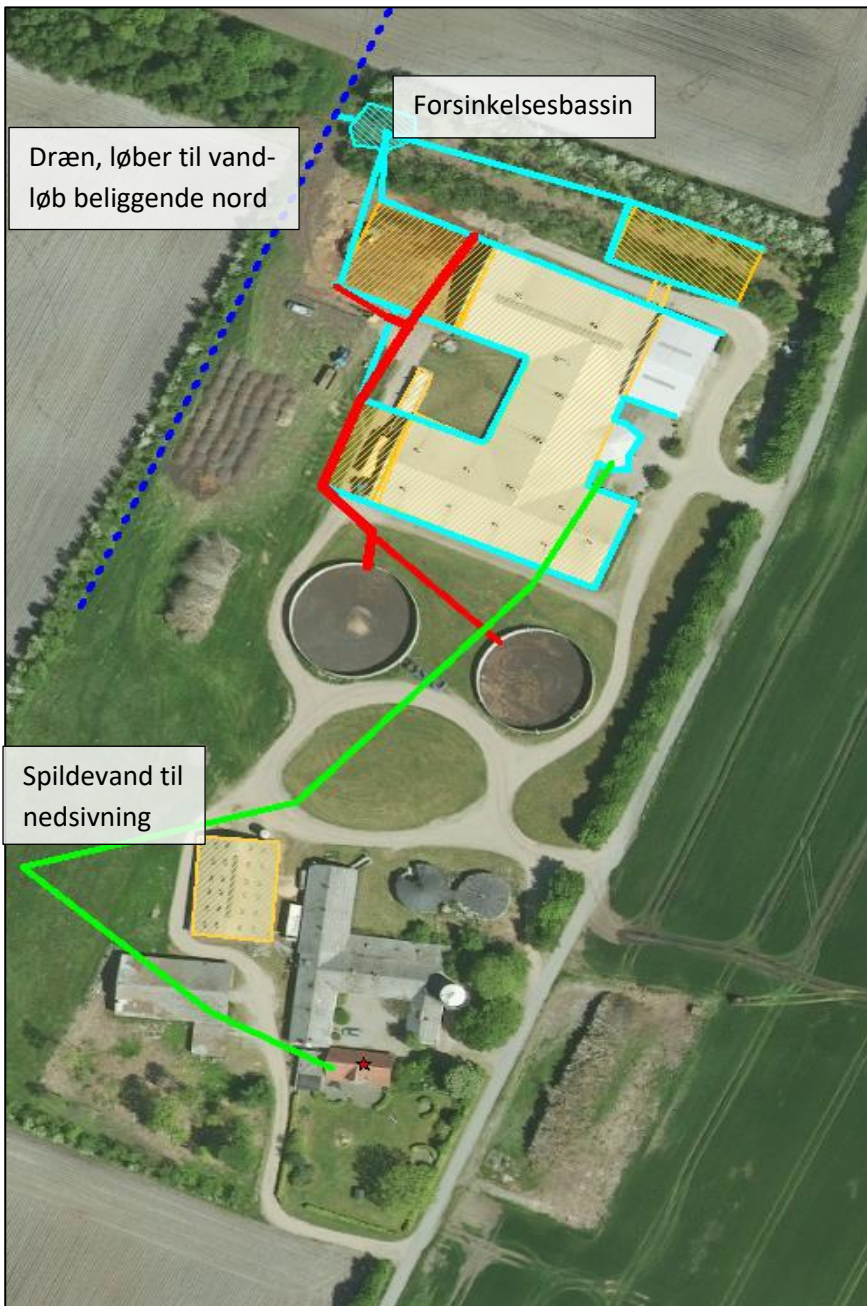 Forsinkelsesbassin
Dræn, løber til vand-
løb beliggende nord
Spildevand til
nedsivning